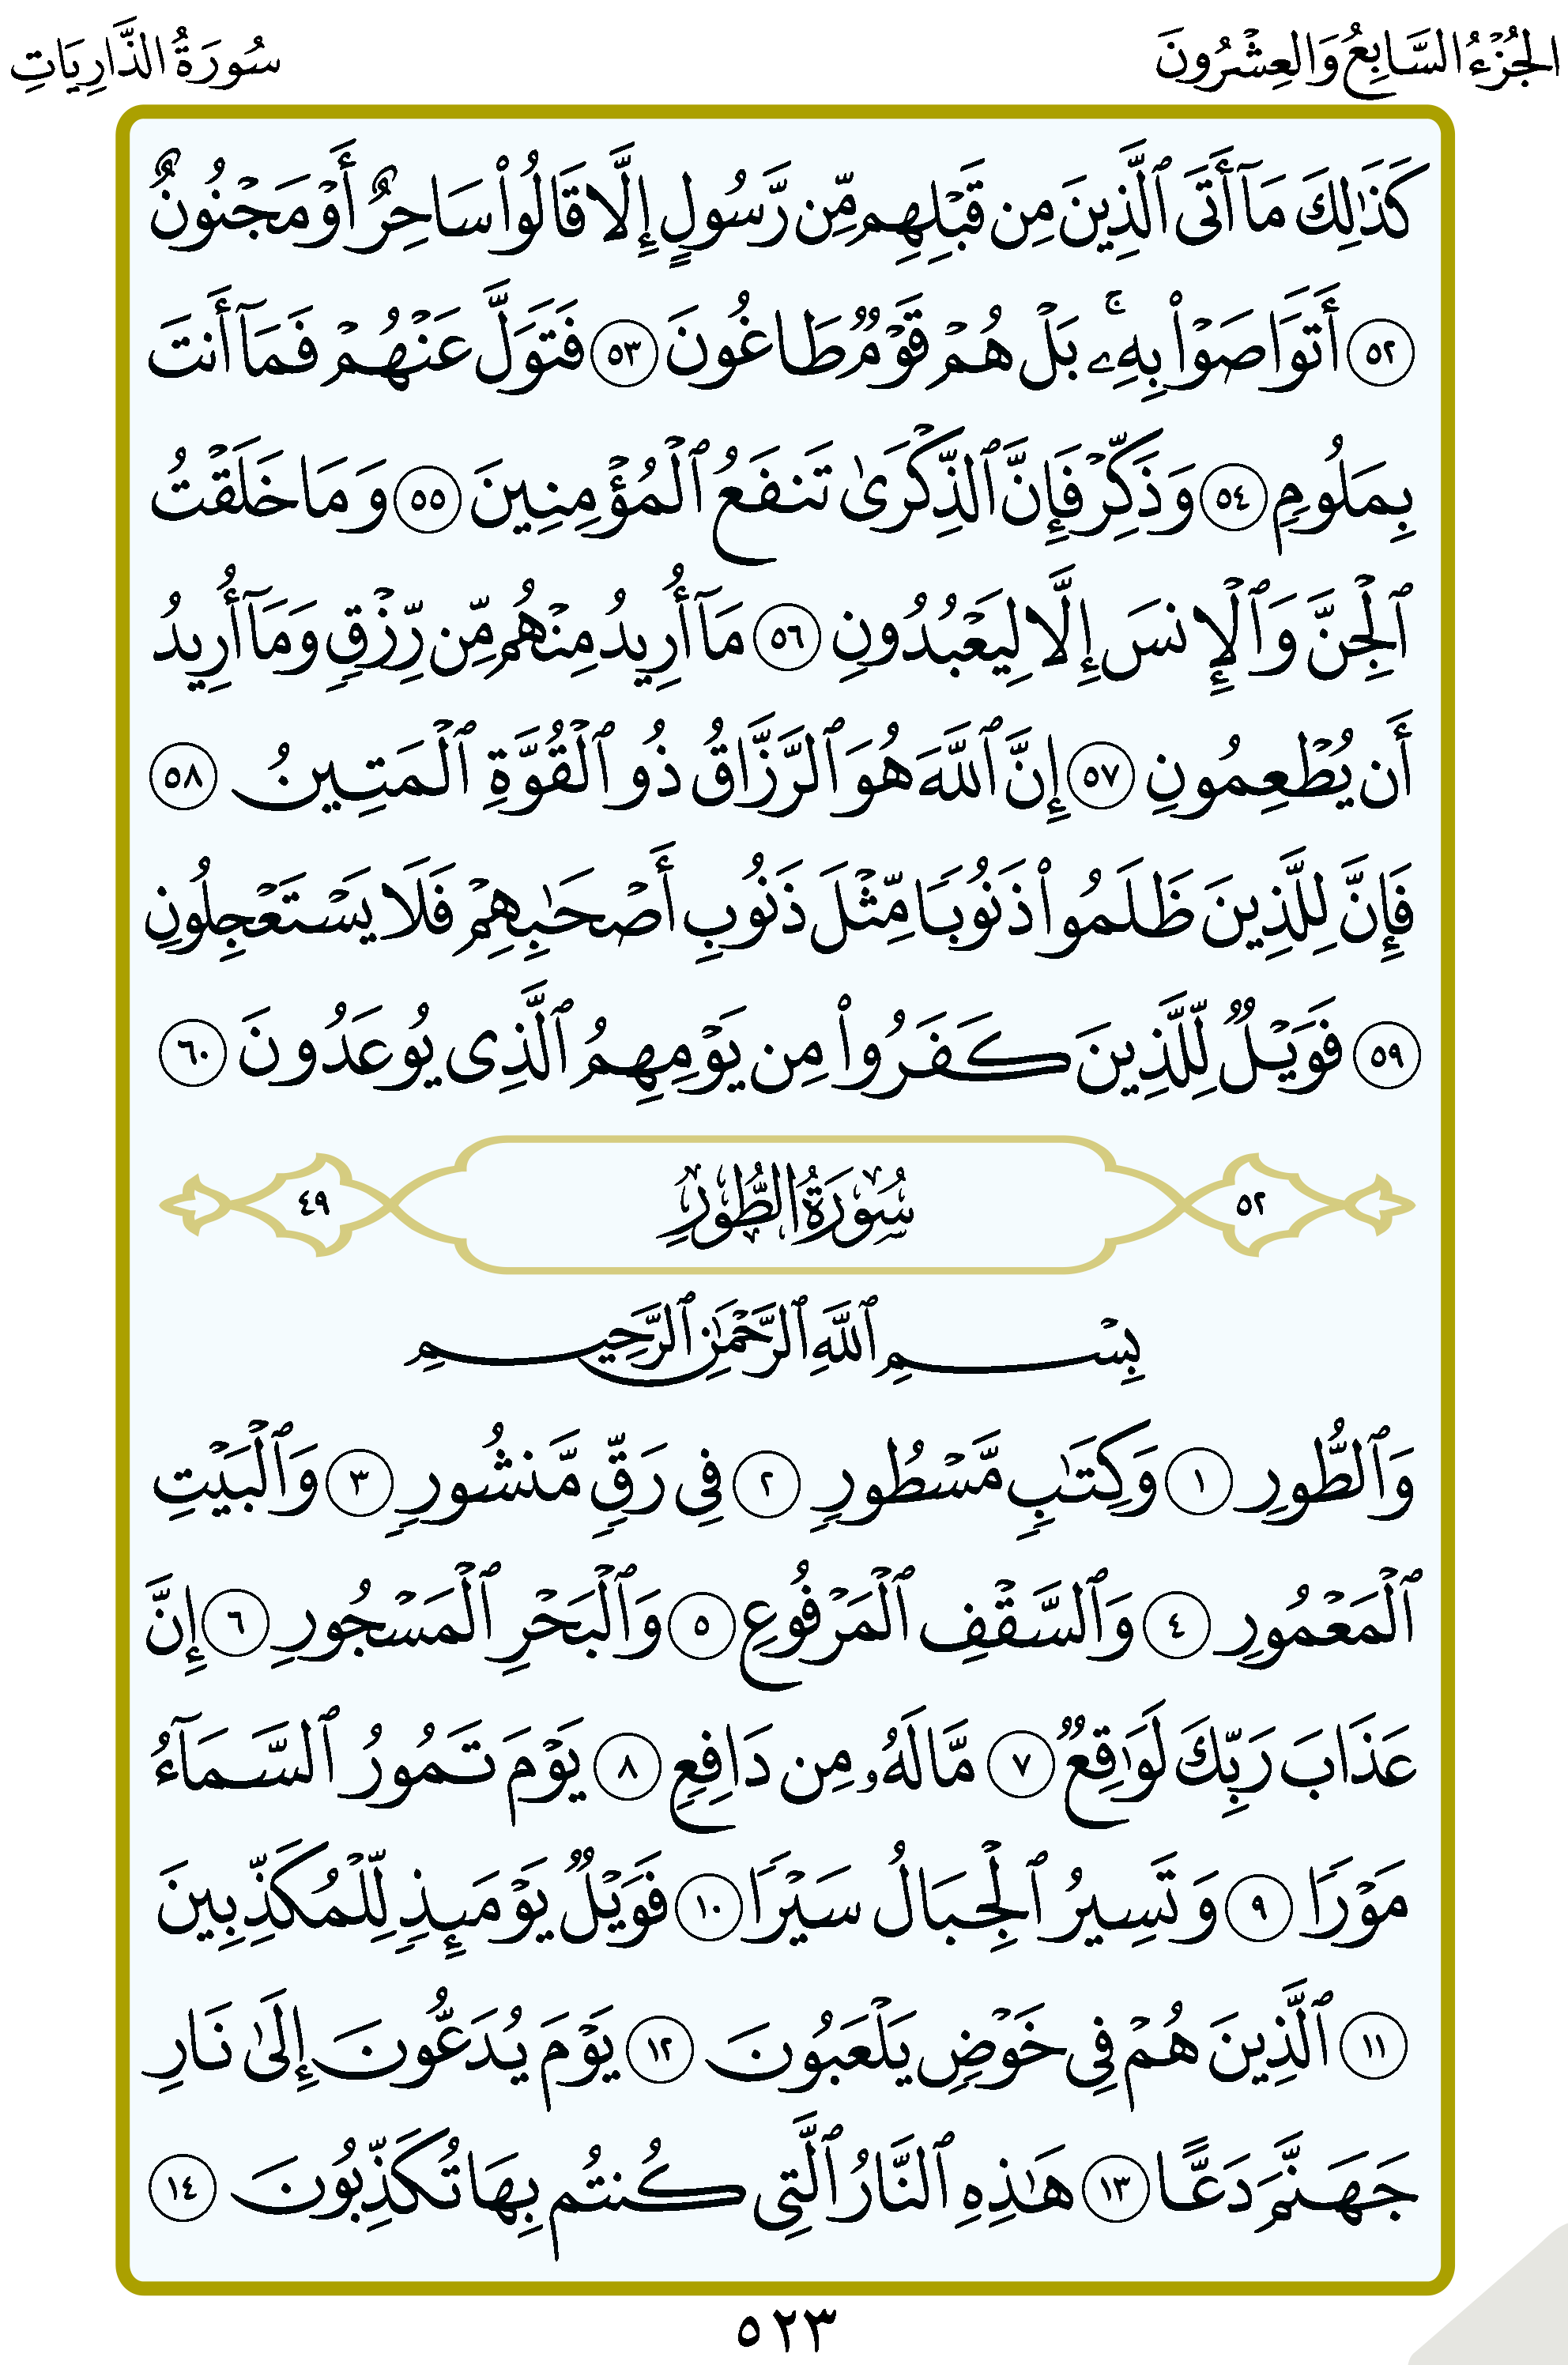 الجُزْءُ السَّابِعُ وَالعِشْرُونَ
سُورَةُ الذَّارِيَاتِ
كَذَٰلِكَ مَآ أَتَى ٱلَّذِينَ مِن قَبْلِهِم مِّن رَّسُولٍ إِلَّا قَالُوا۟ سَاحِرٌ أَوْ مَجْنُونٌ
٥٢ أَتَوَاصَوْا۟ بِهِۦ ۚ بَلْ هُمْ قَوْمٌ طَاغُونَ ٥٣ فَتَوَلَّ عَنْهُمْ فَمَآ أَنتَ
بِمَلُومٍ ٥٤ وَذَكِّرْ فَإِنَّ ٱلذِّكْرَىٰ تَنفَعُ ٱلْمُؤْمِنِينَ ٥٥ وَمَا خَلَقْتُ
ٱلْجِنَّ وَٱلْإِنسَ إِلَّا لِيَعْبُدُونِ ٥٦ مَآ أُرِيدُ مِنْهُم مِّن رِّزْقٍ وَمَآ أُرِيدُ
أَن يُطْعِمُونِ ٥٧ إِنَّ ٱللَّهَ هُوَ ٱلرَّزَّاقُ ذُو ٱلْقُوَّةِ ٱلْمَتِينُ ٥٨
فَإِنَّ لِلَّذِينَ ظَلَمُوا۟ ذَنُوبًا مِّثْلَ ذَنُوبِ أَصْحَٰبِهِمْ فَلَا يَسْتَعْجِلُونِ
٥٩ فَوَيْلٌ لِّلَّذِينَ كَفَرُوا۟ مِن يَوْمِهِمُ ٱلَّذِى يُوعَدُونَ ٦٠
٥٢ سُورَةُ الطُّورِ ٤٩
بِسْمِ ٱللَّهِ ٱلرَّحْمَٰنِ ٱلرَّحِيمِ
وَٱلطُّورِ ١ وَكِتَٰبٍ مَّسْطُورٍ ٢ فِى رَقٍّ مَّنشُورٍ ٣ وَٱلْبَيْتِ
ٱلْمَعْمُورِ ٤ وَٱلسَّقْفِ ٱلْمَرْفُوعِ ٥ وَٱلْبَحْرِ ٱلْمَسْجُورِ ٦ إِنَّ
عَذَابَ رَبِّكَ لَوَٰقِعٌ ٧ مَّا لَهُۥ مِن دَافِعٍ ٨ يَوْمَ تَمُورُ ٱلسَّمَآءُ
مَوْرًا ٩ وَتَسِيرُ ٱلْجِبَالُ سَيْرًا ١٠ فَوَيْلٌ يَوْمَئِذٍ لِّلْمُكَذِّبِينَ
١١ ٱلَّذِينَ هُمْ فِى خَوْضٍ يَلْعَبُونَ ١٢ يَوْمَ يُدَعُّونَ إِلَىٰ نَارِ
جَهَنَّمَ دَعًّا ١٣ هَٰذِهِ ٱلنَّارُ ٱلَّتِى كُنتُم بِهَا تُكَذِّبُونَ ١٤
٥٢٣